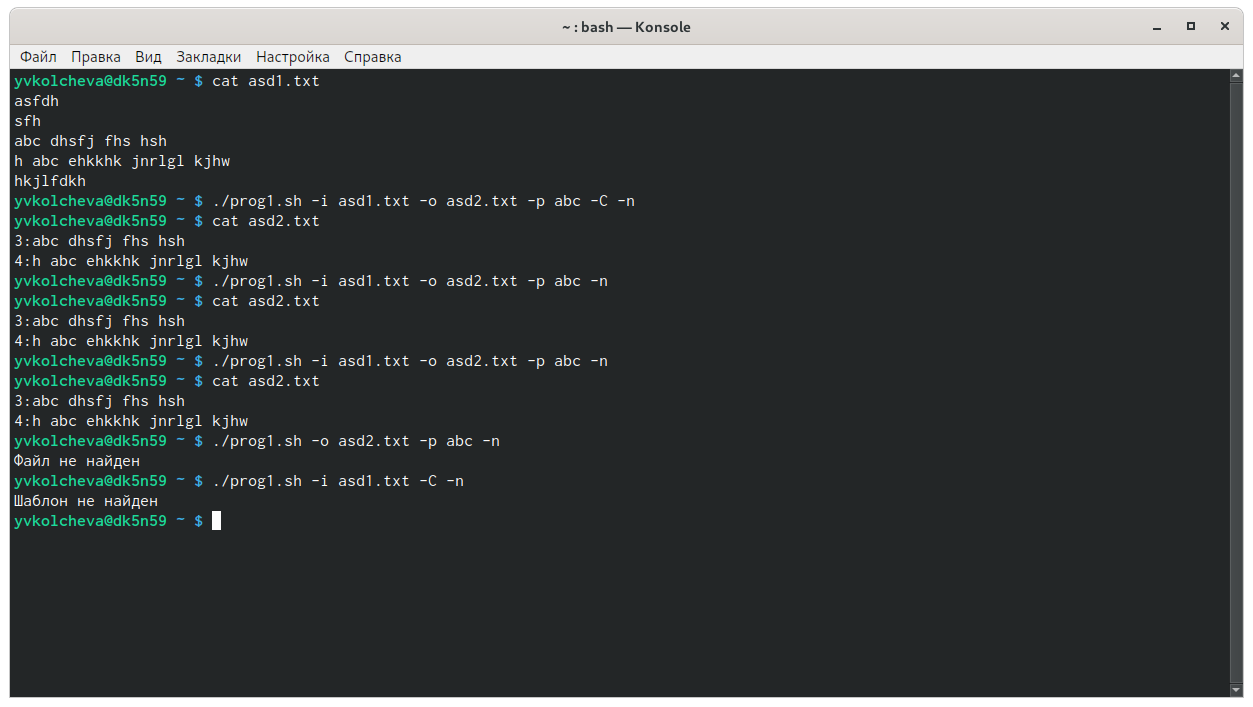 ~ : bash — Konsole
Файл Правка Вид Закладки Настройка Справка
yvkolcheva@dk5n59 ~ $ cat asd1.txt
asfdh
sfh
abc dhsfj fhs hsh
h abc ehkkhk jnrlgl kjhw
hkjlfdkh
yvkolcheva@dk5n59 ~ $ ./prog1.sh -i asd1.txt -o asd2.txt -p abc -C -n
yvkolcheva@dk5n59 ~ $ cat asd2.txt
3:abc dhsfj fhs hsh
4:h abc ehkkhk jnrlgl kjhw
yvkolcheva@dk5n59 ~ $ ./prog1.sh -i asd1.txt -o asd2.txt -p abc -n
yvkolcheva@dk5n59 ~ $ cat asd2.txt
3:abc dhsfj fhs hsh
4:h abc ehkkhk jnrlgl kjhw
yvkolcheva@dk5n59 ~ $ ./prog1.sh -i asd1.txt -o asd2.txt -p abc -n
yvkolcheva@dk5n59 ~ $ cat asd2.txt
3:abc dhsfj fhs hsh
4:h abc ehkkhk jnrlgl kjhw
yvkolcheva@dk5n59 ~ $ ./prog1.sh -o asd2.txt -p abc -n
Файл не найден
yvkolcheva@dk5n59 ~ $ ./prog1.sh -i asd1.txt -C -n
Шаблон не найден
yvkolcheva@dk5n59 ~ $